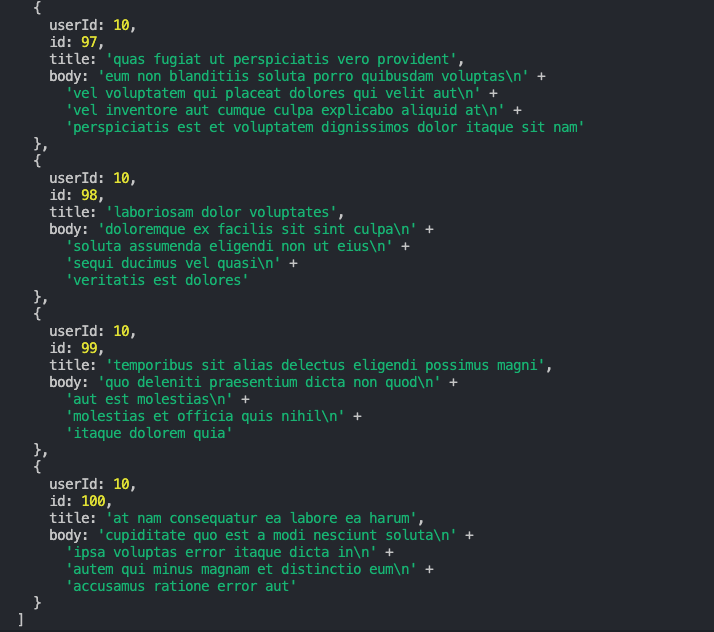 {
userId: 10,
id: 97,
title: 'quas fugiat ut perspiciatis vero provident',
body: 'eum non blanditiis soluta porro quibusdam voluptas\n' +
'vel voluptatem qui placeat dolores qui velit aut\n' +
'vel inventore aut cumque culpa explicabo aliquid at\n' +
'perspiciatis est et voluptatem dignissimos dolor itaque sit nam'
},
{
userId: 10,
id: 98,
title: 'laboriosam dolor voluptates',
body: 'doloremque ex facilis sit sint culpa\n' +
'soluta assumenda eligendi non ut eius\n' +
'sequi ducimus vel quasi\n' +
'veritatis est dolores'
},
{
userId: 10,
id: 99,
title: 'temporibus sit alias delectus eligendi possimus magni',
body: 'quo deleniti praesentium dicta non quod\n' +
'aut est molestias\n' +
'molestias et officia quis nihil\n' +
'itaque dolorem quia'
},
{
userId: 10,
id: 100,
title: 'at nam consequatur ea labore ea harum',
body: 'cupiditate quo est a modi nesciunt soluta\n' +
'ipsa voluptas error itaque dicta in\n' +
'autem qui minus magnam et distinctio eum\n' +
'accusamus ratione error aut'
}
]